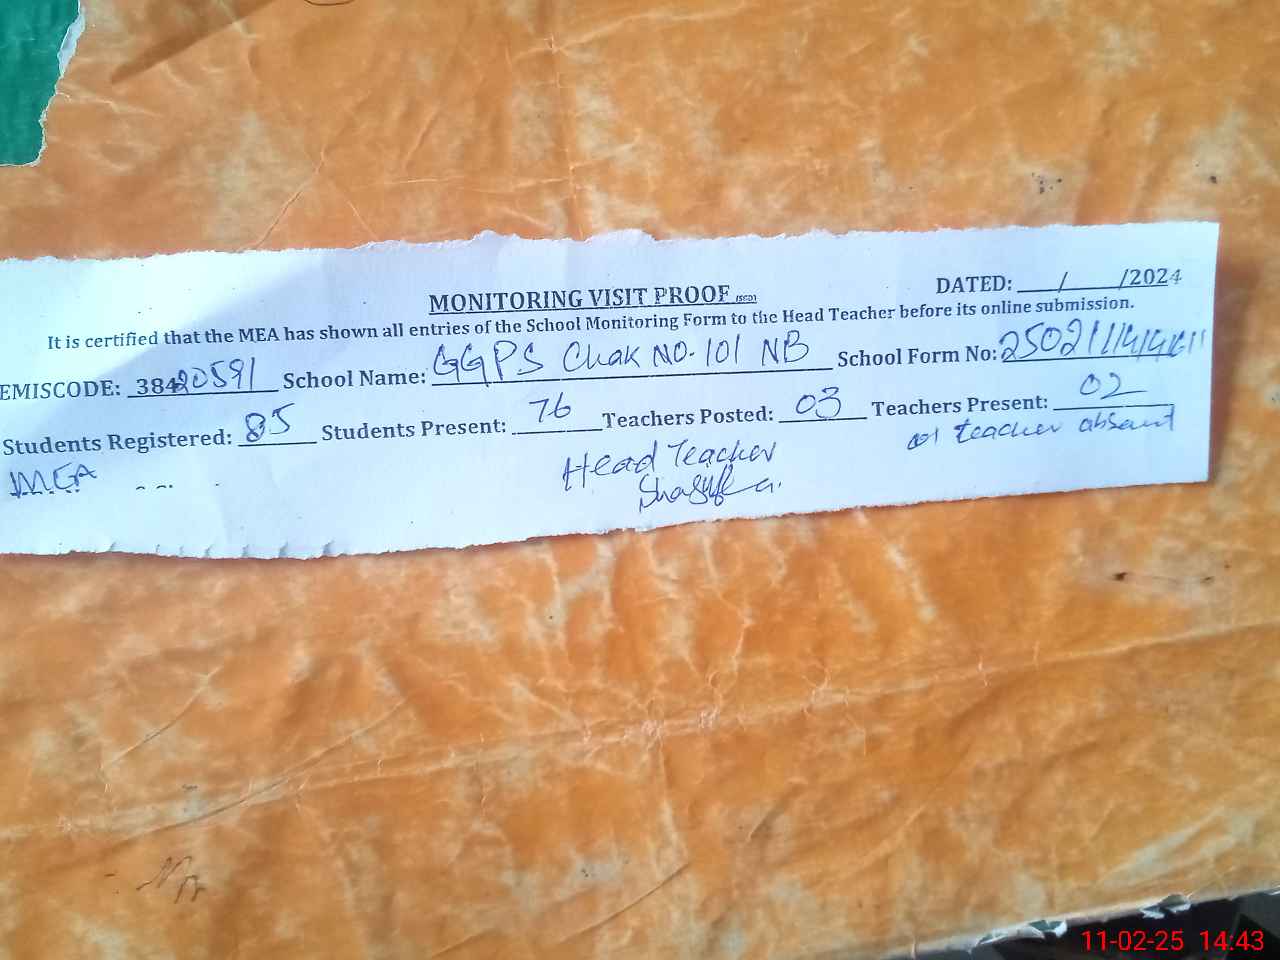 MONITORING VISIT PROOF (SED) DATED: ___/____/2024
It is certified that the MEA has shown all entries of the School Monitoring Form to the Head Teacher before its online submission.
EMISCODE: 38420591 School Name: GGPS Chak NO. 101 NB School Form No:
Students Registered: 85 Students Present: 76 Teachers Posted: 03 Teachers Present: 02
01 teacher absent
MEA Head Teacher
11-02-25 14:43